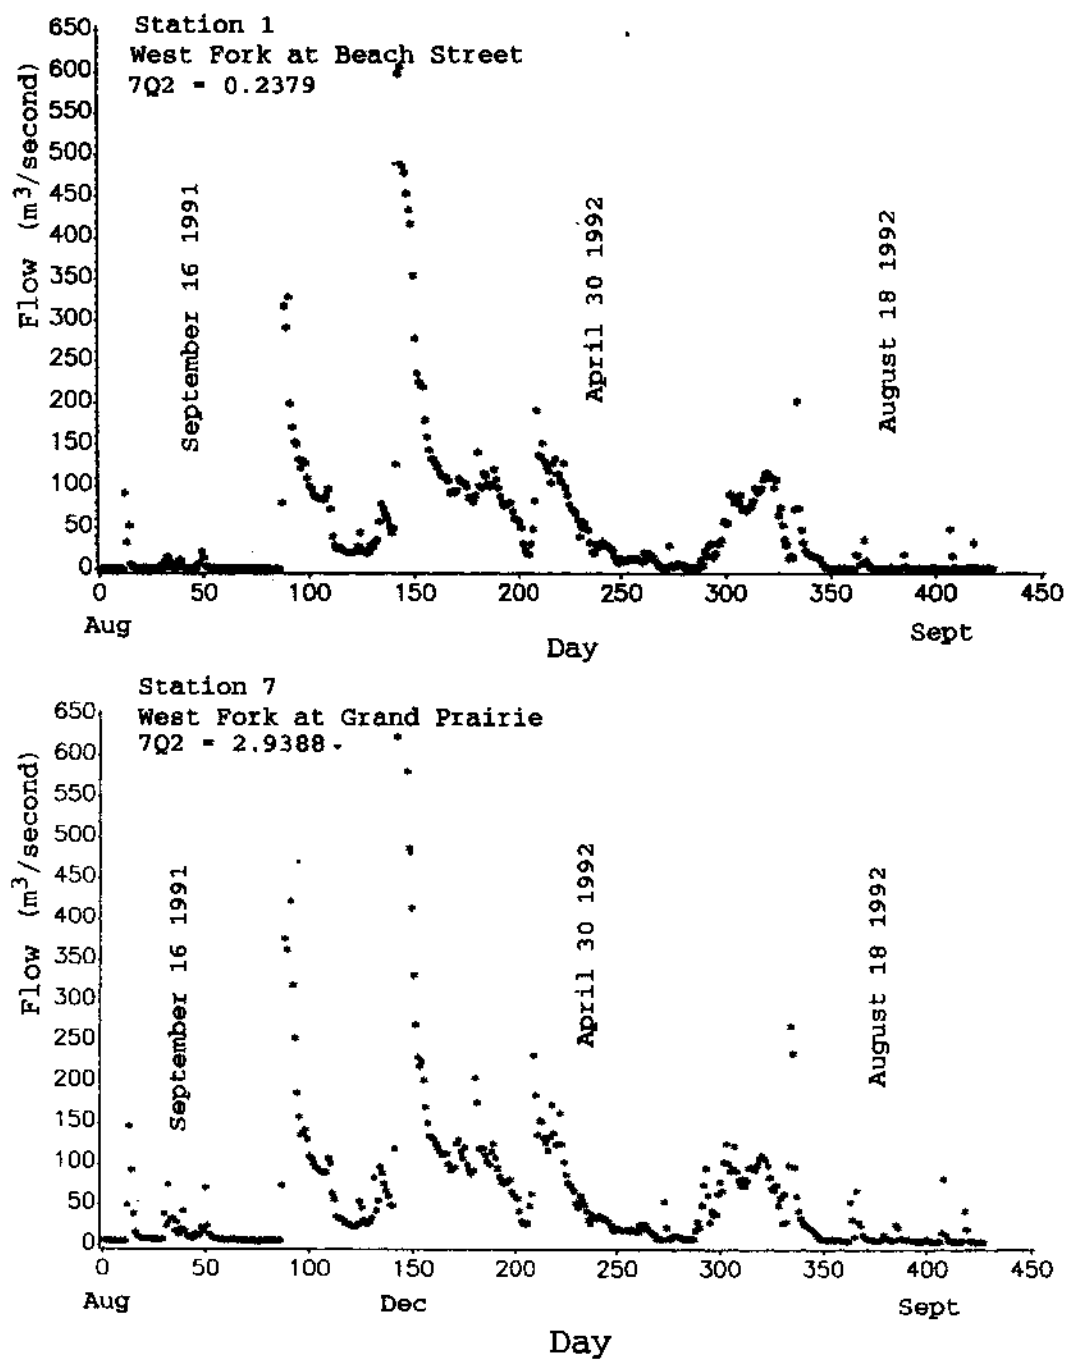 Station 1
West Fork at Beach Street
7Q2 = 0.2379
Flow (m³/second)
650
600
550
500
450
400
350
300
250
200
150
100
50
0
September 16 1991
April 30 1992
August 18 1992
0 50 100 150 200 250 300 350 400 450
Aug Sept
Day
Station 7
West Fork at Grand Prairie
7Q2 = 2.9388
Flow (m³/second)
650
600
550
500
450
400
350
300
250
200
150
100
50
0
September 16 1991
April 30 1992
August 18 1992
0 50 100 150 200 250 300 350 400 450
Aug Dec Sept
Day